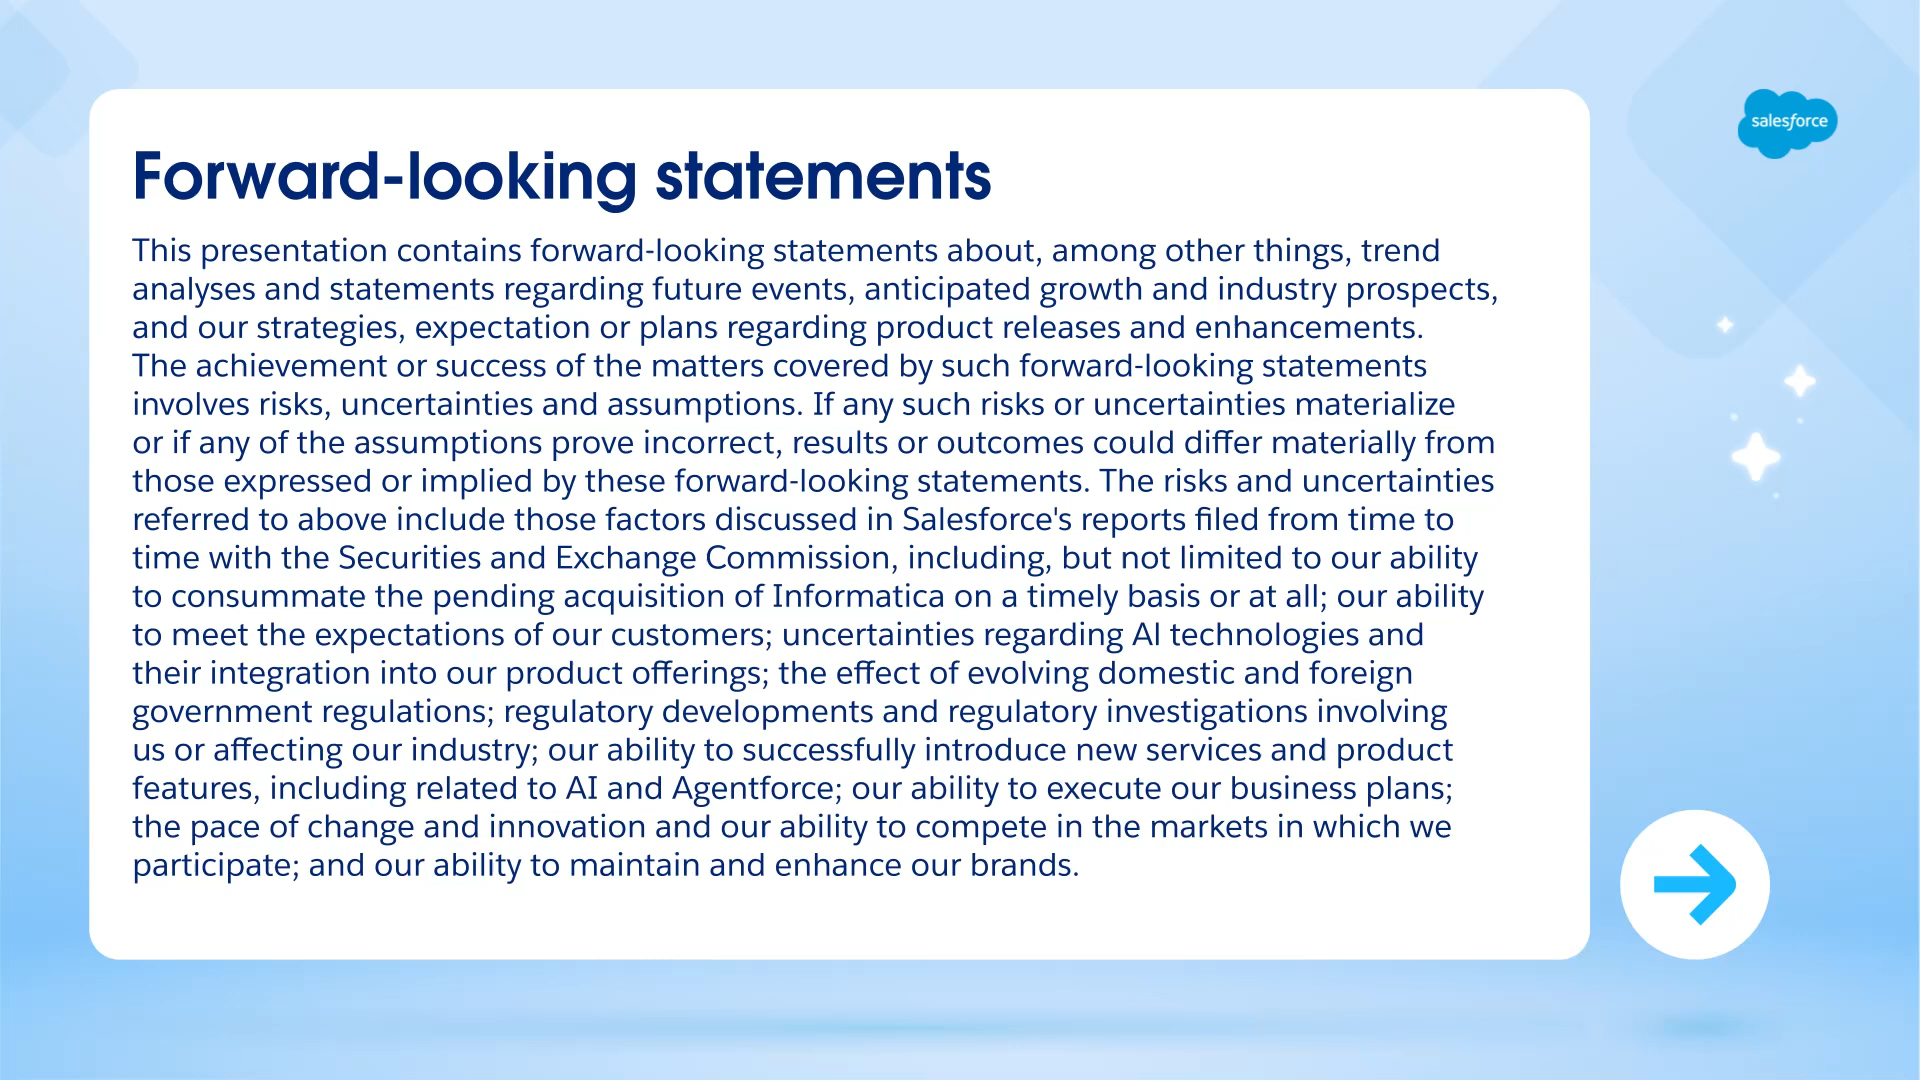 salesforce
Forward-looking statements
This presentation contains forward-looking statements about, among other things, trend
analyses and statements regarding future events, anticipated growth and industry prospects,
and our strategies, expectation or plans regarding product releases and enhancements.
The achievement or success of the matters covered by such forward-looking statements
involves risks, uncertainties and assumptions. If any such risks or uncertainties materialize
or if any of the assumptions prove incorrect, results or outcomes could differ materially from
those expressed or implied by these forward-looking statements. The risks and uncertainties
referred to above include those factors discussed in Salesforce's reports filed from time to
time with the Securities and Exchange Commission, including, but not limited to our ability
to consummate the pending acquisition of Informatica on a timely basis or at all; our ability
to meet the expectations of our customers; uncertainties regarding AI technologies and
their integration into our product offerings; the effect of evolving domestic and foreign
government regulations; regulatory developments and regulatory investigations involving
us or affecting our industry; our ability to successfully introduce new services and product
features, including related to AI and Agentforce; our ability to execute our business plans;
the pace of change and innovation and our ability to compete in the markets in which we
participate; and our ability to maintain and enhance our brands.